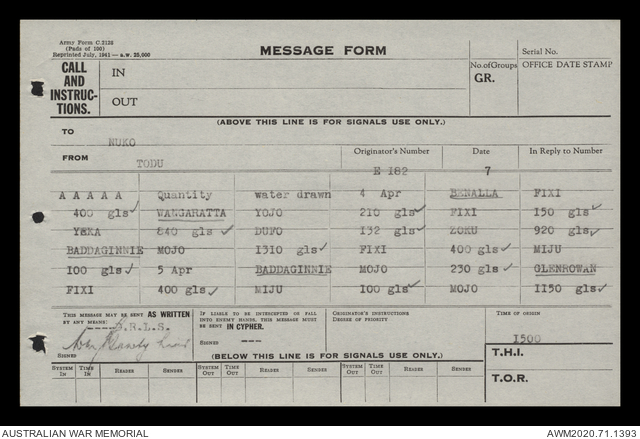 Army Form C.2128
(Pads of 100)
Reprinted July, 1941—A.W. 25,000
MESSAGE FORM
Serial No.
CALL
AND
INSTRUC-
TIONS.
IN
OUT
No. of Groups
GR.
OFFICE DATE STAMP
(ABOVE THIS LINE IS FOR SIGNALS USE ONLY.)
TO
NUKO
FROM
TODU
Originator's Number
E 182
Date
7
In Reply to Number
A A A A A Quantity water drawn 4 Apr BENALLA FIXI
400 gls WANGARATTA YOJO 210 gls FIXI 150 gls
YEKA 840 gls DUFO 132 gls ZOKU 920 gls
BADDAGINNIE MOJO 1310 gls FIXI 400 gls MIJU
100 gls 5 Apr BADDAGINNIE MOJO 230 gls GLENROWAN
FIXI 400 gls MIJU 100 gls MOJO 1150 gls
THIS MESSAGE MAY BE SENT AS WRITTEN
BY ANY MEANS.
S.R.L.S.
SIGNED
IF LIABLE TO BE INTERCEPTED OR FALL
INTO ENEMY HANDS, THIS MESSAGE MUST
BE SENT IN CYPHER.
SIGNED ---
ORIGINATOR'S INSTRUCTIONS
DEGREE OF PRIORITY
TIME OF ORIGIN
1500
T.H.I.
T.O.R.
(BELOW THIS LINE IS FOR SIGNALS USE ONLY.)
SYSTEM IN TIME IN READER SENDER SYSTEM OUT TIME OUT READER SENDER SYSTEM OUT TIME OUT READER SENDER
AUSTRALIAN WAR MEMORIAL
AWM2020.71.1393